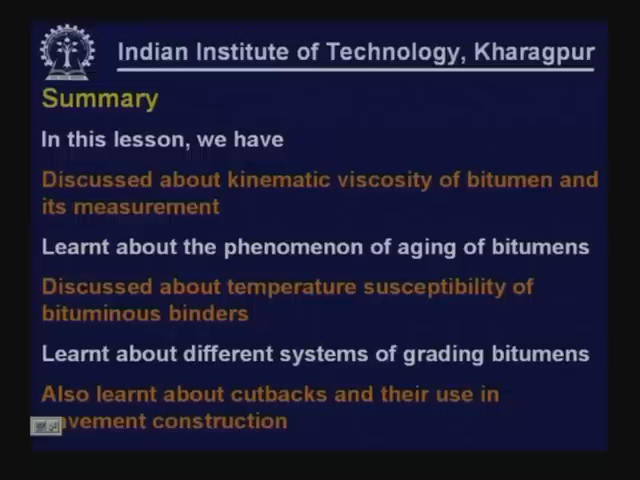 Indian Institute of Technology, Kharagpur
Summary
In this lesson, we have
Discussed about kinematic viscosity of bitumen and
its measurement
Learnt about the phenomenon of aging of bitumens
Discussed about temperature susceptibility of
bituminous binders
Learnt about different systems of grading bitumens
Also learnt about cutbacks and their use in
construction